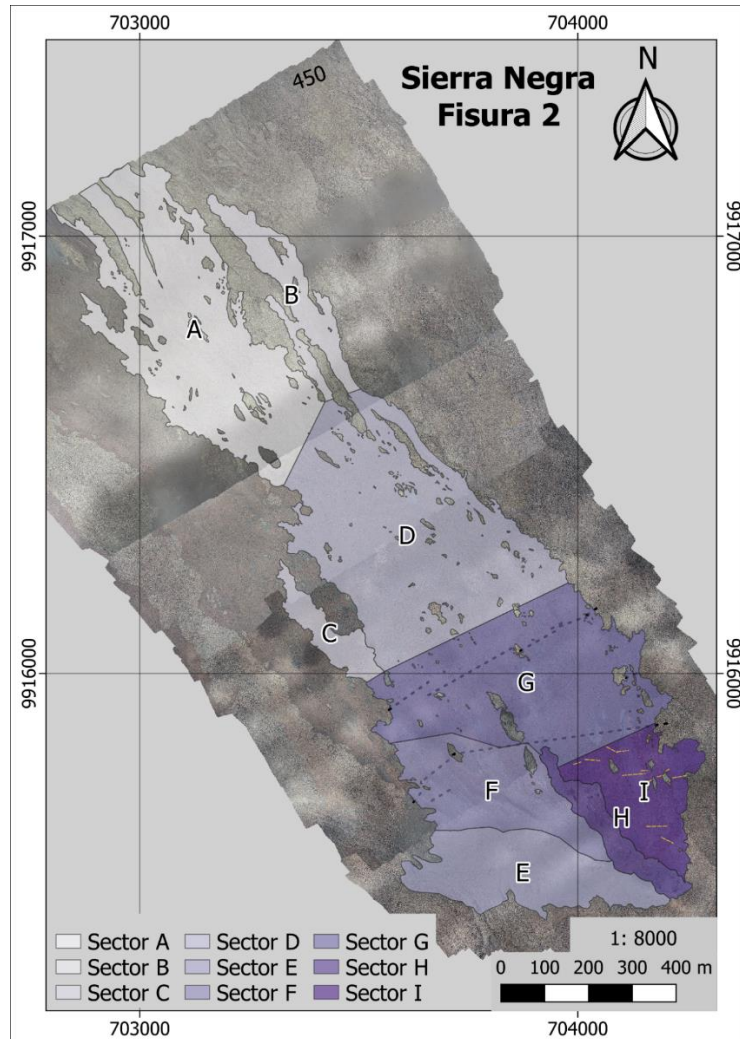 703000
704000
450
Sierra Negra
Fisura 2
N
9917000
9917000
B
A
D
C
9916000
9916000
G
I
F
H
E
Sector A
Sector D
Sector G
Sector B
Sector E
Sector H
Sector C
Sector F
Sector I
1: 8000
0 100 200 300 400 m
703000
704000